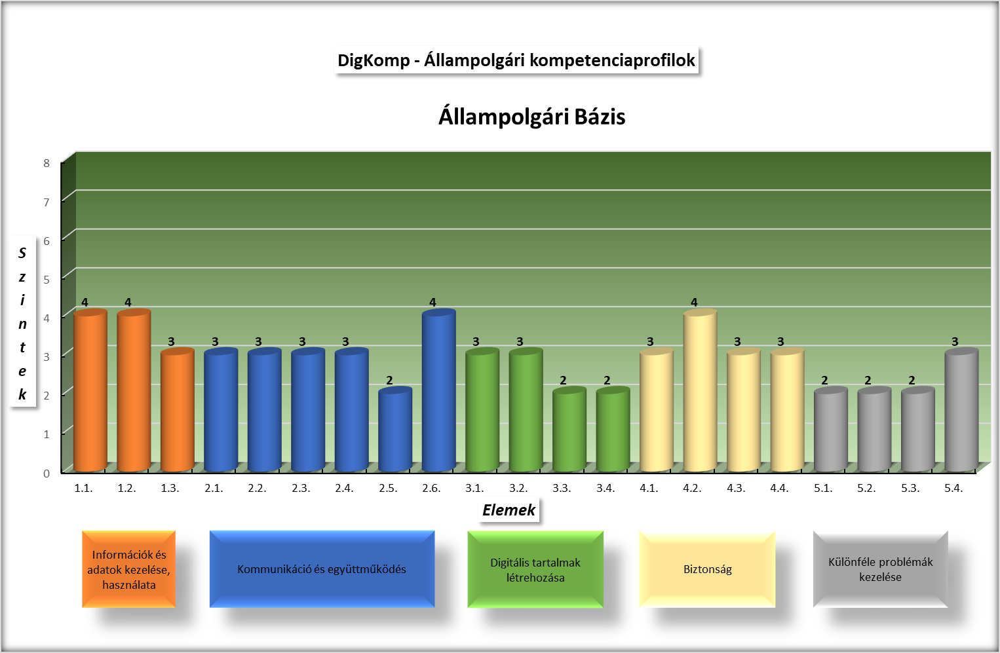 DigKomp - Állampolgári kompetenciaprofilok
Állampolgári Bázis
Szintek
8
7
6
5
4
3
2
1
0
4 4 3 3 3 3 3 2 4 3 3 2 2 3 4 3 3 2 2 2 3
1.1. 1.2. 1.3. 2.1. 2.2. 2.3. 2.4. 2.5. 2.6. 3.1. 3.2. 3.3. 3.4. 4.1. 4.2. 4.3. 4.4. 5.1. 5.2. 5.3. 5.4.
Elemek
Információk és
adatok kezelése,
használata
Kommunikáció és együttműködés
Digitális tartalmak
létrehozása
Biztonság
Különféle problémák
kezelése